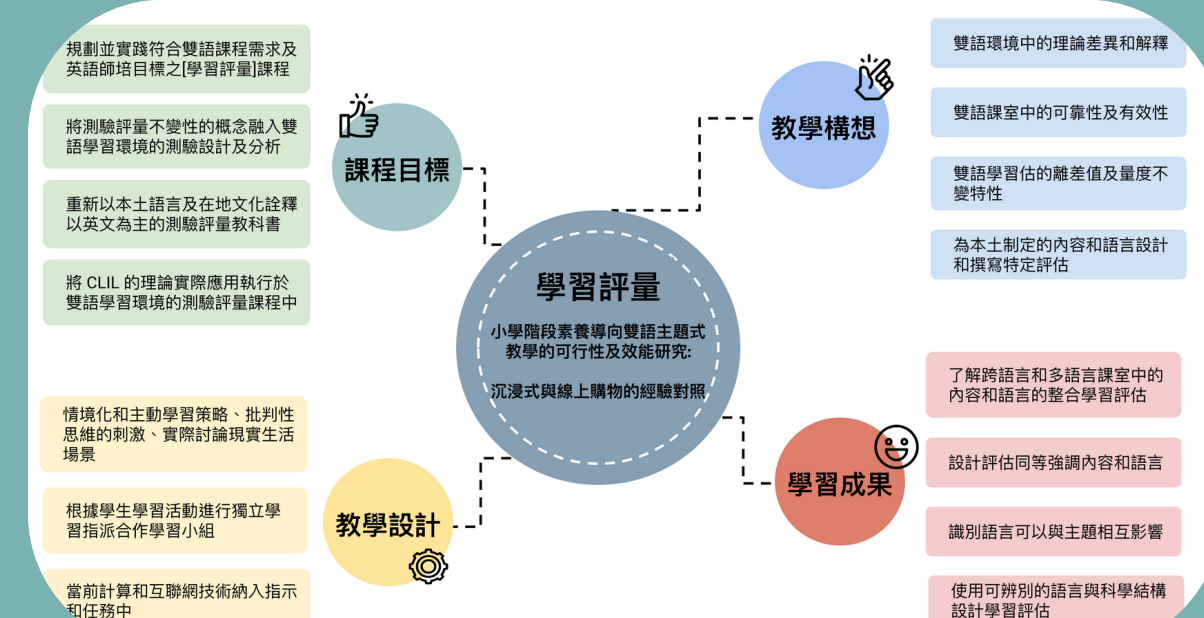 規劃並實踐符合雙語課程需求及
英語師培目標之[學習評量]課程
將測驗評量不變性的概念融入雙
語學習環境的測驗設計及分析
重新以本土語言及在地文化詮釋
以英文為主的測驗評量教科書
將 CLIL 的理論實際應用執行於
雙語學習環境的測驗評量課程中
課程目標
教學構想
雙語環境中的理論差異和解釋
雙語課室中的可靠性及有效性
雙語學習估的離差值及量度不
變特性
為本土制定的內容和語言設計
和撰寫特定評估
學習評量
小學階段素養導向雙語主題式
教學的可行性及效能研究:
沉浸式與線上購物的經驗對照
情境化和主動學習策略、批判性
思維的刺激、實際討論現實生活
場景
根據學生學習活動進行獨立學
習指派合作學習小組
當前計算和互聯網技術納入指示
和任務中
教學設計
學習成果
了解跨語言和多語言課室中的
內容和語言的整合學習評估
設計評估同等強調內容和語言
識別語言可以與主題相互影響
使用可辨別的語言與科學結構
設計學習評估